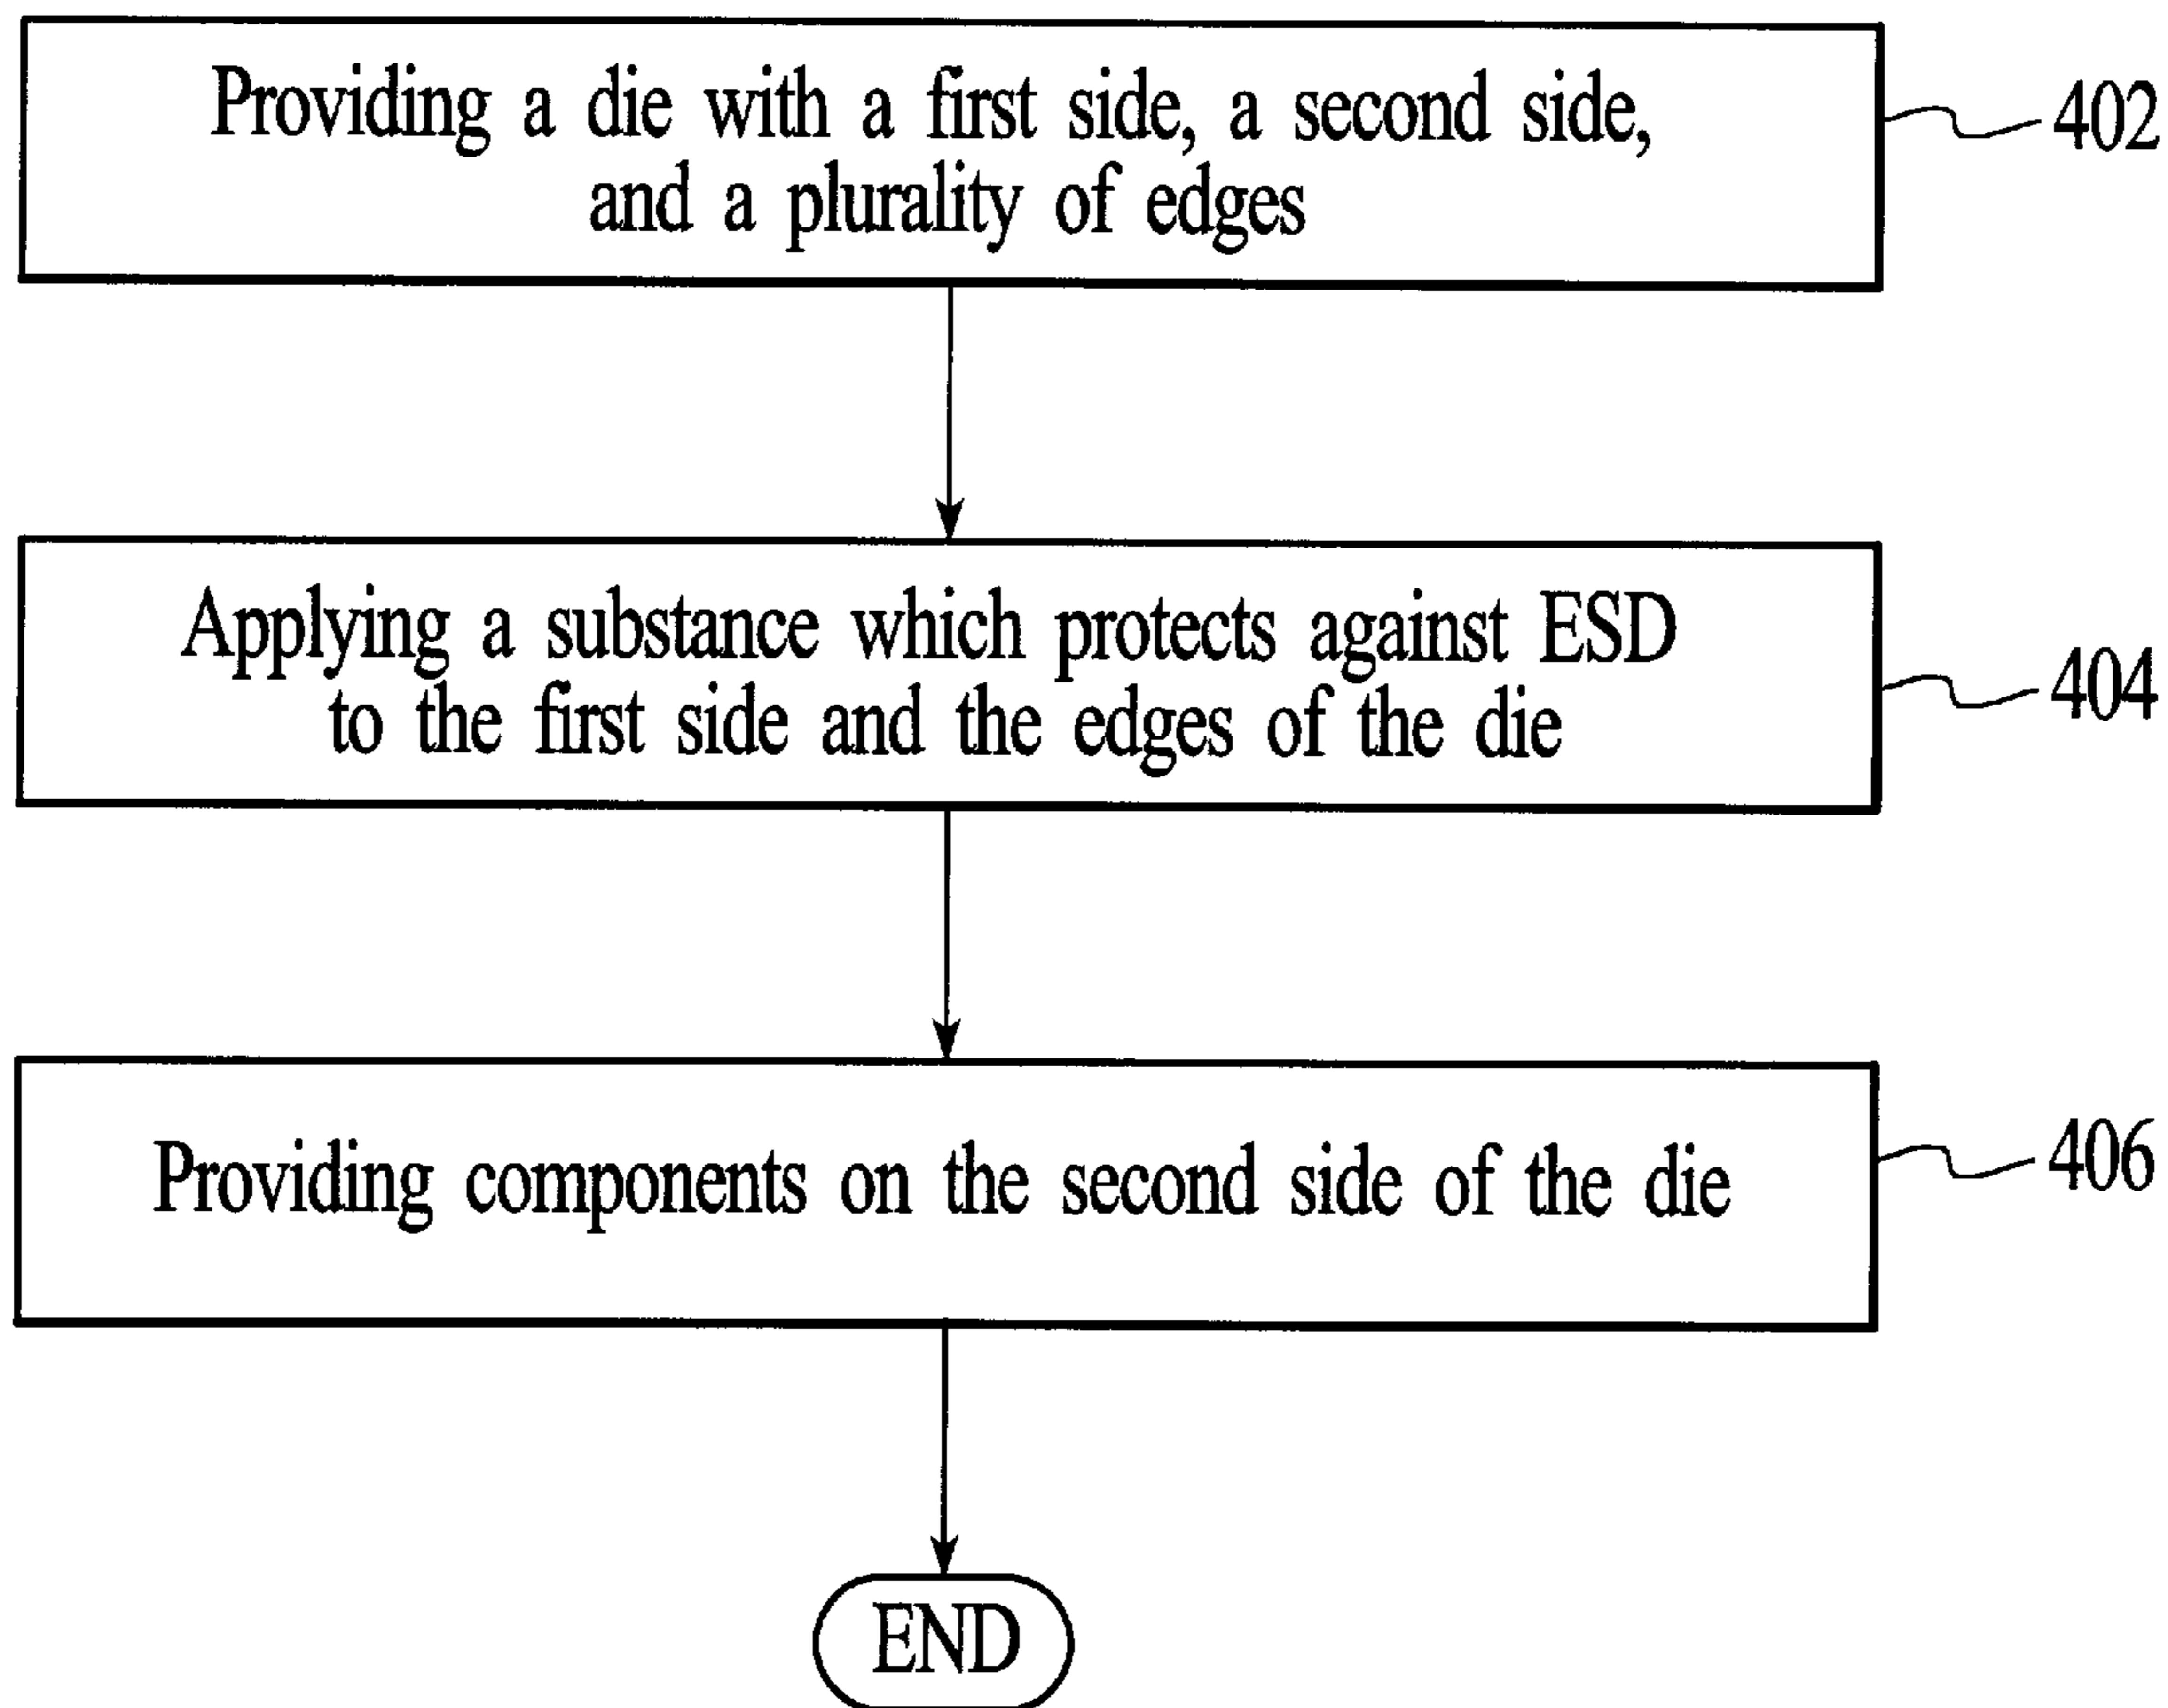 Providing a die with a first side, a second side,
and a plurality of edges
402
Applying a substance which protects against ESD
to the first side and the edges of the die
404
Providing components on the second side of the die
406
END